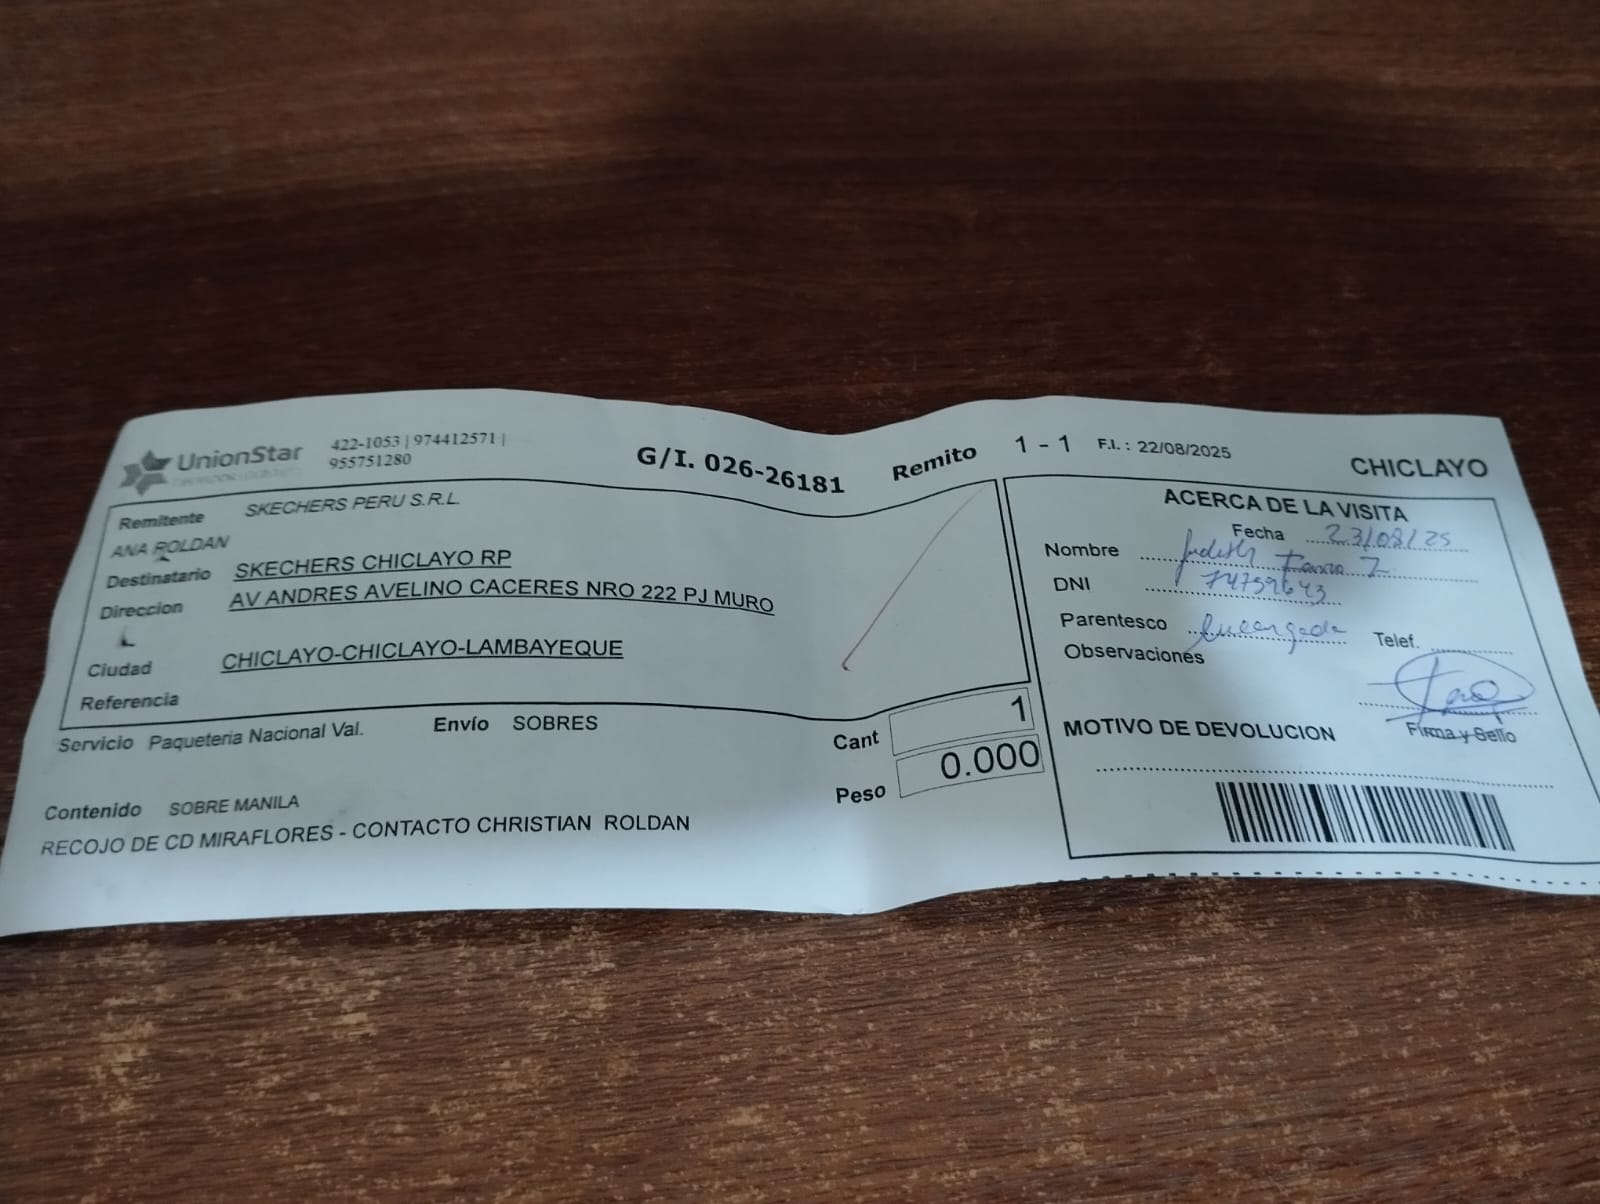 UnionStar
422-1053 | 974412571 |
955751280
G/I. 026-26181
Remito 1 - 1 F.I. : 22/08/2025
CHICLAYO
Remitente SKECHERS PERU S.R.L.
ANA ROLDAN
Destinatario SKECHERS CHICLAYO RP
Direccion AV ANDRES AVELINO CACERES NRO 222 PJ MURO
Ciudad CHICLAYO-CHICLAYO-LAMBAYEQUE
Referencia
Servicio Paqueteria Nacional Val. Envío SOBRES
Cant 1
Peso 0.000
Contenido SOBRE MANILA
RECOJO DE CD MIRAFLORES - CONTACTO CHRISTIAN ROLDAN
ACERCA DE LA VISITA
Fecha 23/08/25
Nombre Judith
DNI 74759643
Parentesco Encargada Telef.
Observaciones
Firma y Sello
MOTIVO DE DEVOLUCION